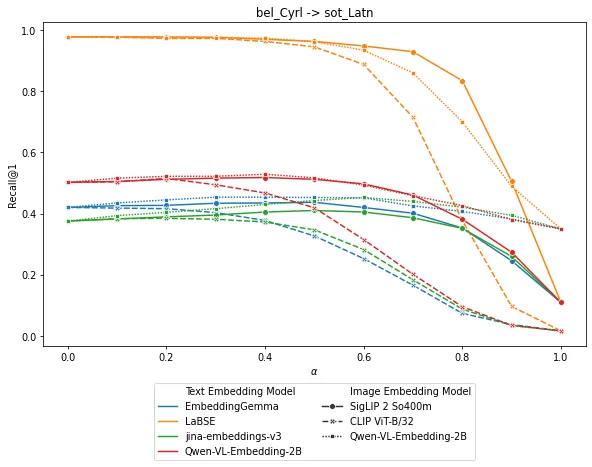 bel_Cyrl -> sot_Latn
Recall@1
1.0
0.8
0.6
0.4
0.2
0.0
0.0 0.2 0.4 0.6 0.8 1.0
α
Text Embedding Model
EmbeddingGemma
LaBSE
jina-embeddings-v3
Qwen-VL-Embedding-2B
Image Embedding Model
SigLIP 2 So400m
CLIP ViT-B/32
Qwen-VL-Embedding-2B